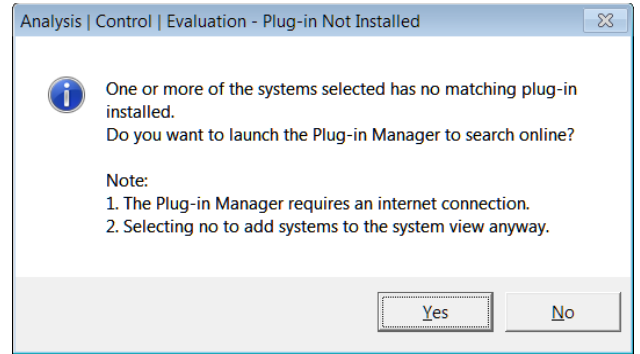 Analysis | Control | Evaluation - Plug-in Not Installed
One or more of the systems selected has no matching plug-in
installed.
Do you want to launch the Plug-in Manager to search online?
Note:
1. The Plug-in Manager requires an internet connection.
2. Selecting no to add systems to the system view anyway.
Yes
No